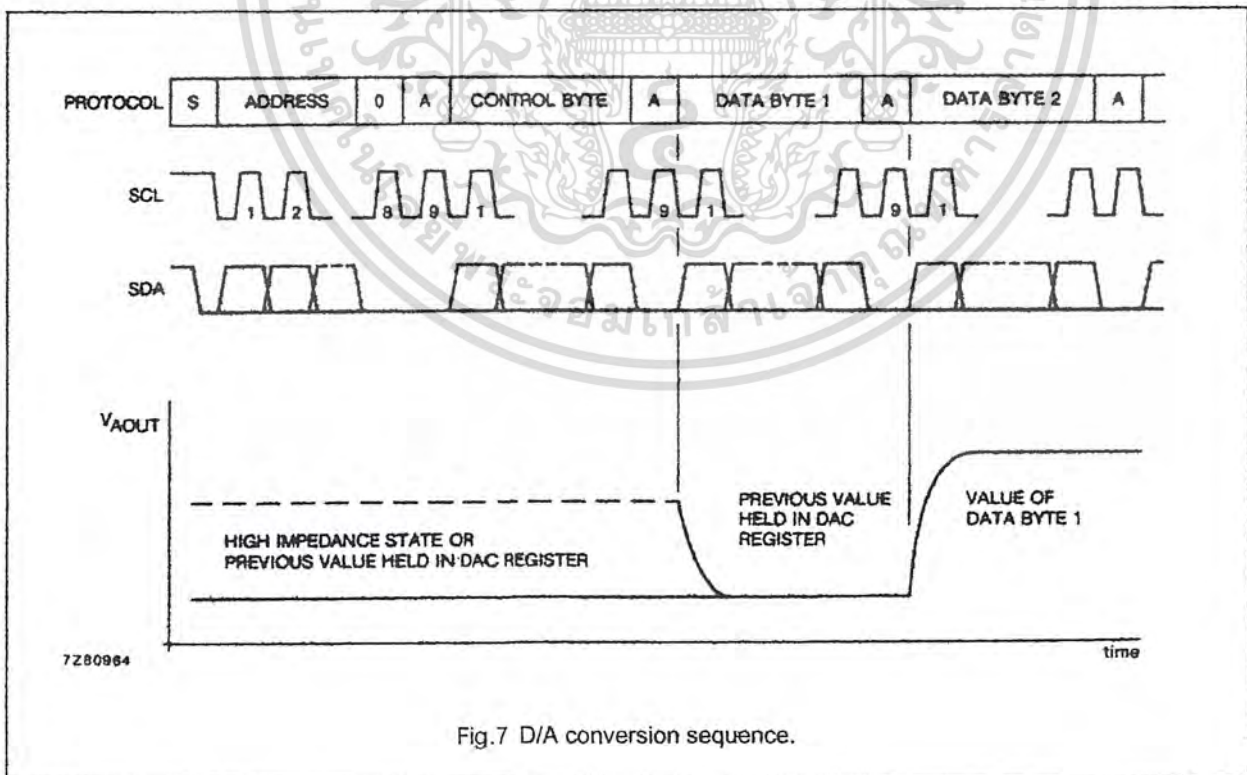 PROTOCOL S ADDRESS 0 A CONTROL BYTE A DATA BYTE 1 A DATA BYTE 2 A
SCL 1 2 8 9 1 9 1 9 1
SDA
VAOUT
HIGH IMPEDANCE STATE OR
PREVIOUS VALUE HELD IN DAC REGISTER
PREVIOUS VALUE
HELD IN DAC
REGISTER
VALUE OF
DATA BYTE 1
7Z80964
time
Fig.7 D/A conversion sequence.